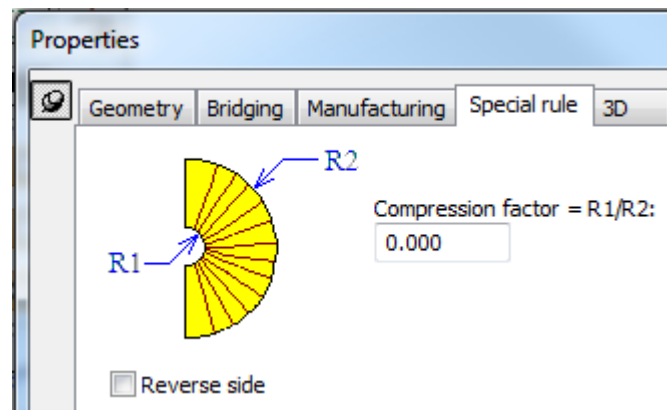 Properties
Geometry Bridging Manufacturing Special rule 3D
R2
Compression factor = R1/R2:
0.000
R1
Reverse side